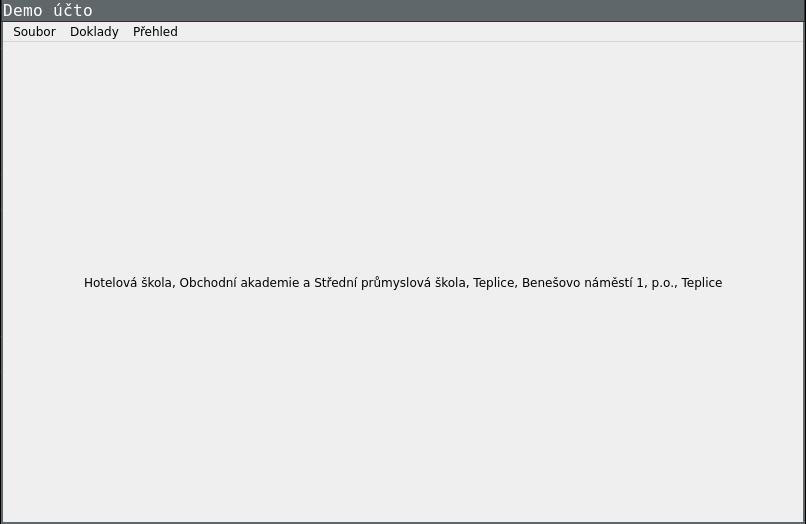 Demo účto
Soubor Doklady Přehled
Hotelová škola, Obchodní akademie a Střední průmyslová škola, Teplice, Benešovo náměstí 1, p.o., Teplice